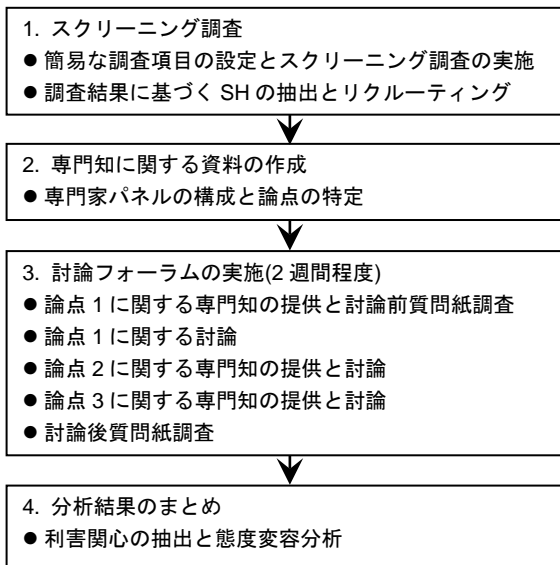 1. スクリーニング調査
● 簡易な調査項目の設定とスクリーニング調査の実施
● 調査結果に基づく SH の抽出とリクルーティング
2. 専門知に関する資料の作成
● 専門家パネルの構成と論点の特定
3. 討論フォーラムの実施(2 週間程度)
● 論点 1 に関する専門知の提供と討論前質問紙調査
● 論点 1 に関する討論
● 論点 2 に関する専門知の提供と討論
● 論点 3 に関する専門知の提供と討論
● 討論後質問紙調査
4. 分析結果のまとめ
● 利害関心の抽出と態度変容分析